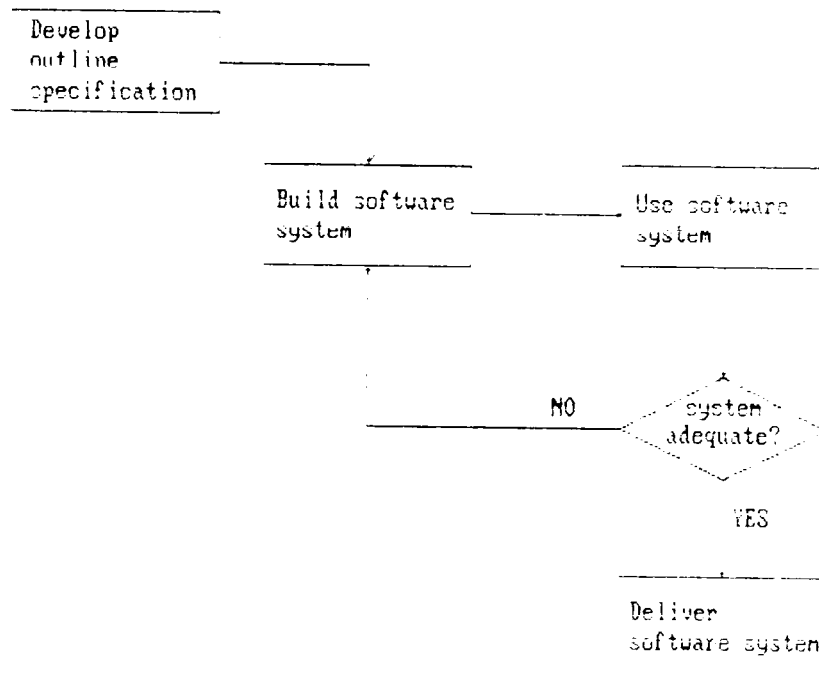 Develop
outline
specification
Build software
system
Use software
system
NO
system
adequate?
YES
Deliver
software system